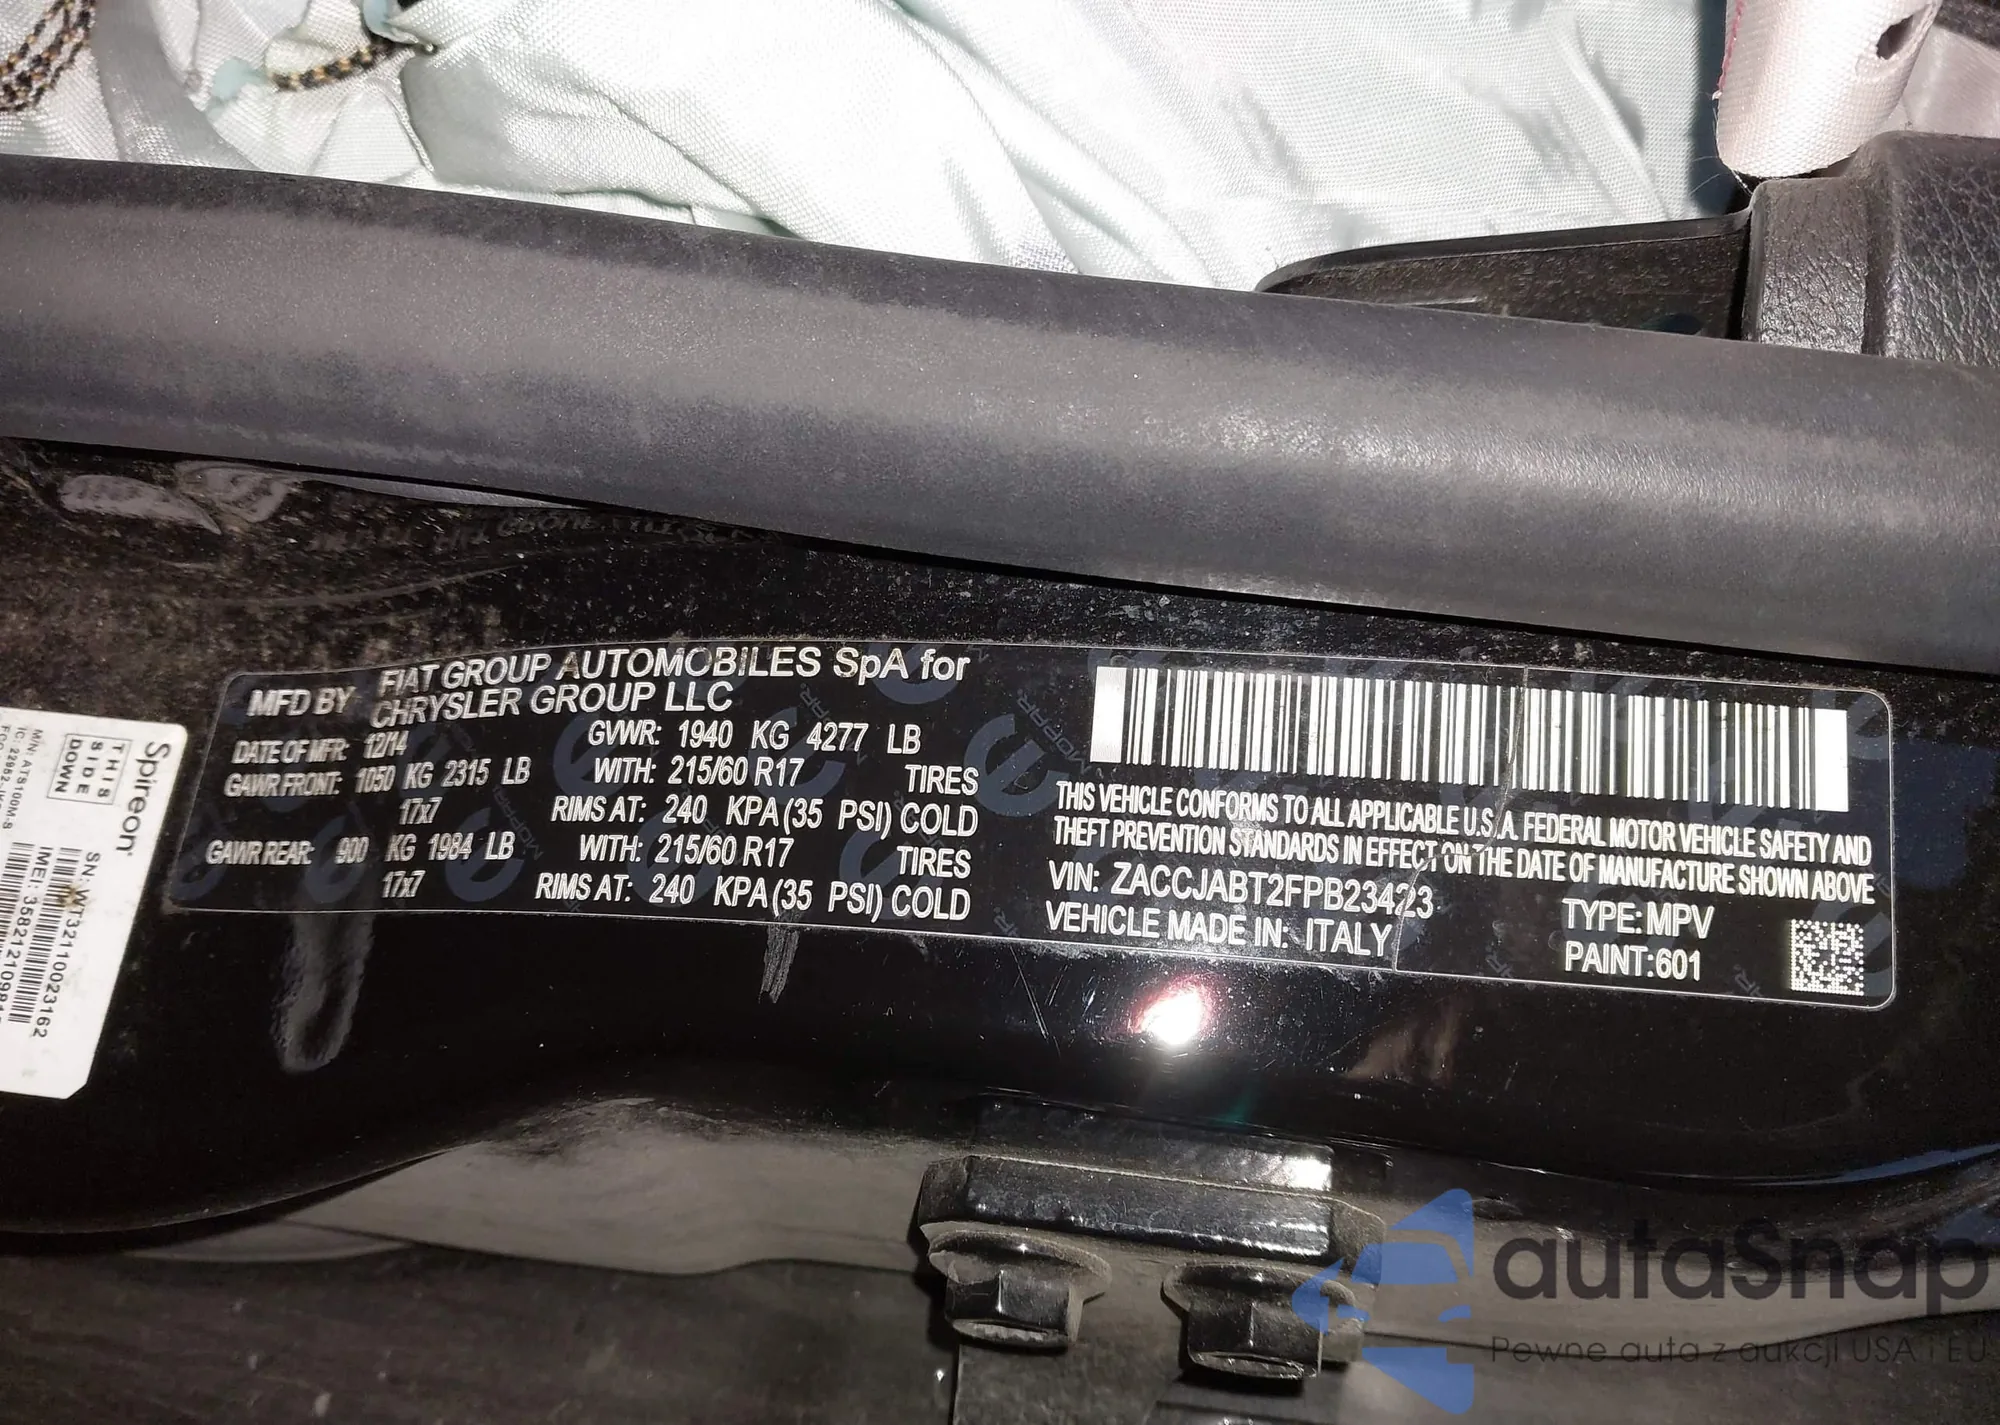 MFD BY FIAT GROUP AUTOMOBILES SpA for
CHRYSLER GROUP LLC
DATE OF MFR: 12/14 GVWR: 1940 KG 4277 LB
GAWR FRONT: 1050 KG 2315 LB WITH: 215/60 R17 TIRES
17x7 RIMS AT: 240 KPA (35 PSI) COLD
GAWR REAR: 900 KG 1984 LB WITH: 215/60 R17 TIRES
17x7 RIMS AT: 240 KPA (35 PSI) COLD
THIS VEHICLE CONFORMS TO ALL APPLICABLE U.S.A. FEDERAL MOTOR VEHICLE SAFETY AND
THEFT PREVENTION STANDARDS IN EFFECT ON THE DATE OF MANUFACTURE SHOWN ABOVE
VIN: ZACCJABT2FPB23423
VEHICLE MADE IN: ITALY
TYPE: MPV
PAINT: 601
Spireon
THIS
SIDE
DOWN
M/N: ATS100M-S
SN: WT32110023162
IMEI:
autaSnap
Pewne auta z aukcji USA i EU